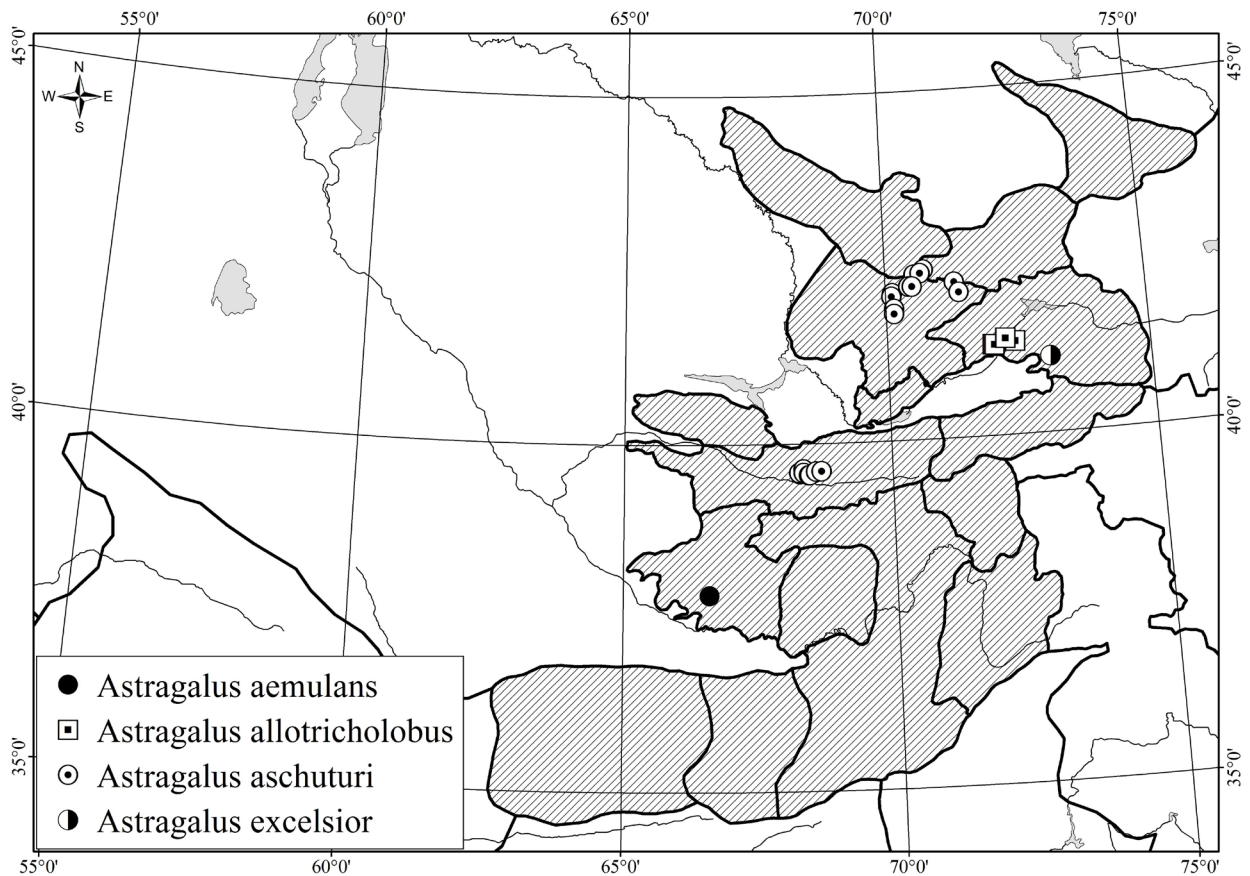 55°0' 60°0' 65°0' 70°0' 75°0'
45°0' 45°0'
N
W E
S
40°0' 40°0'
Astragalus aemulans
Astragalus allotricholobus
Astragalus aschuturi
Astragalus excelsior
35°0' 35°0'
55°0' 60°0' 65°0' 70°0' 75°0'